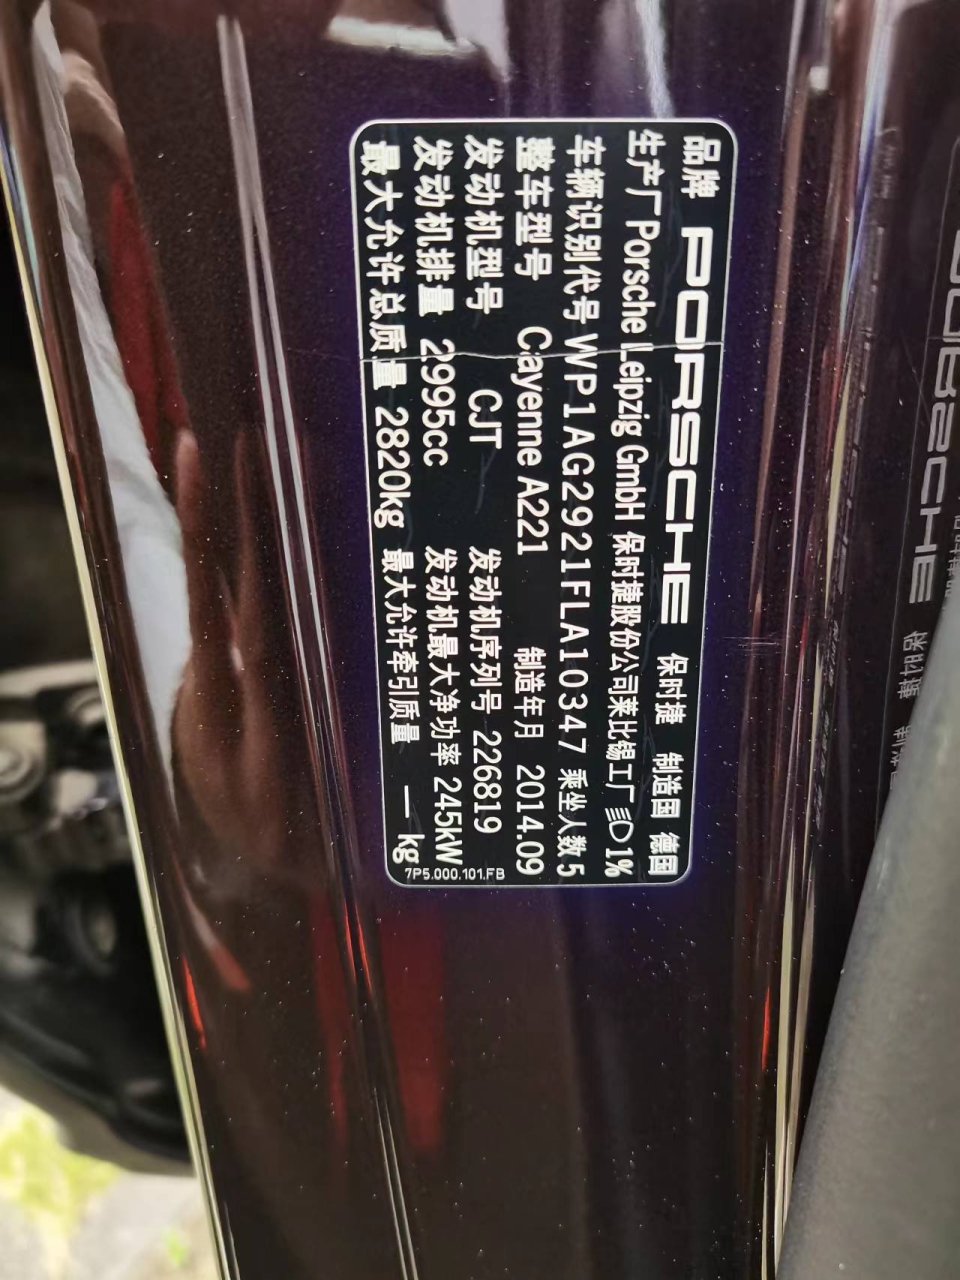 品牌 PORSCHE 保时捷 制造国 德国
生产厂 Porsche Leipzig GmbH 保时捷股份公司莱比锡工厂 1%
车辆识别代号 WP1AG2921FLA10347 乘坐人数 5
整车型号 Cayenne A221 制造年月 2014.09
发动机型号 CJT 发动机序列号 226819
发动机排量 2995cc 发动机最大净功率 245kW
最大允许总质量 2820kg 最大允许牵引质量 — kg
7P5.000.101.FB